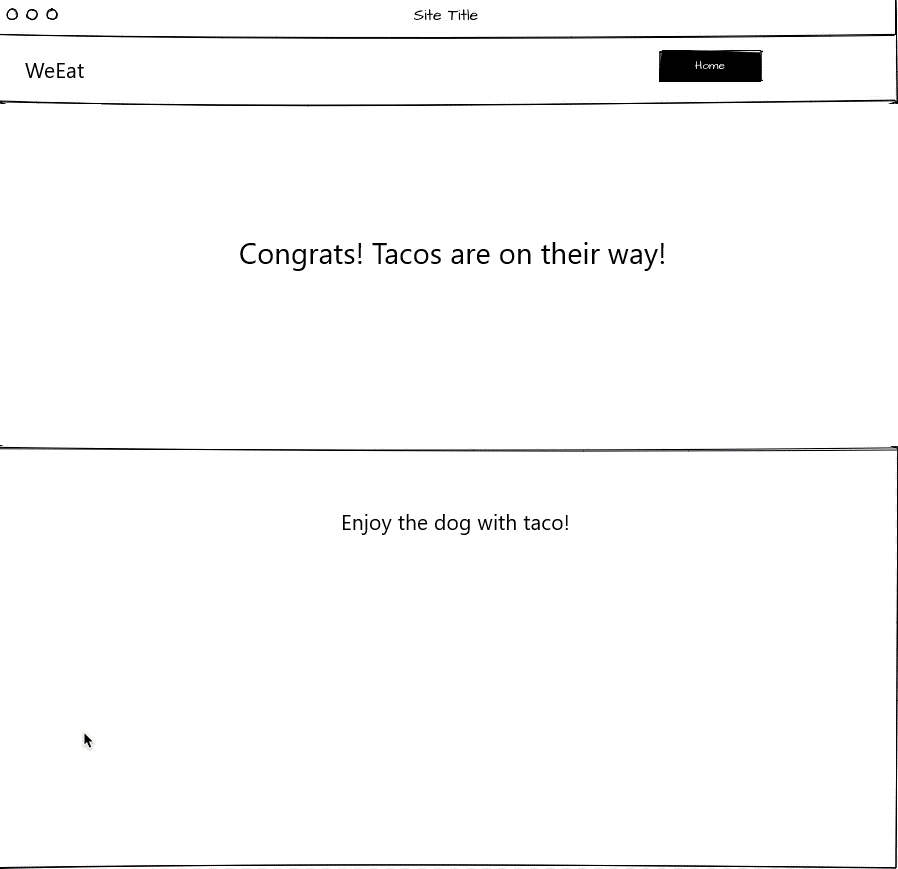 Site Title
WeEat
Home
Congrats! Tacos are on their way!
Enjoy the dog with taco!